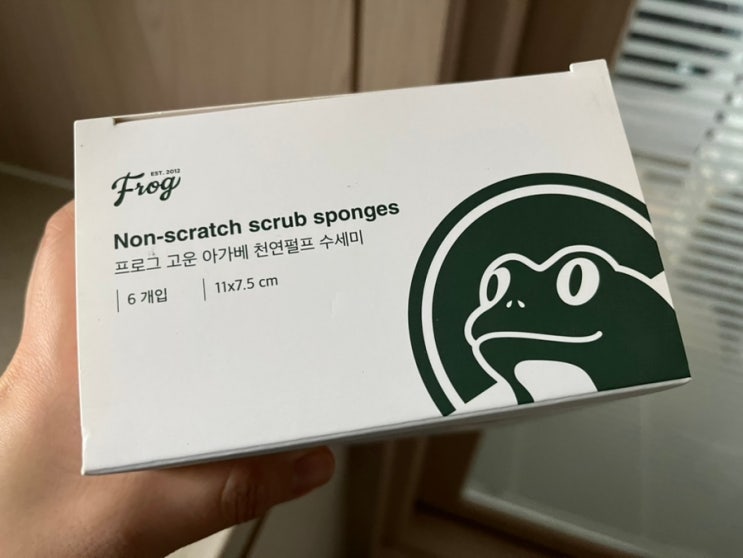 EST. 2012
Frog
Non-scratch scrub sponges
프로그 고운 아가베 천연펄프 수세미
6 개입
11x7.5 cm